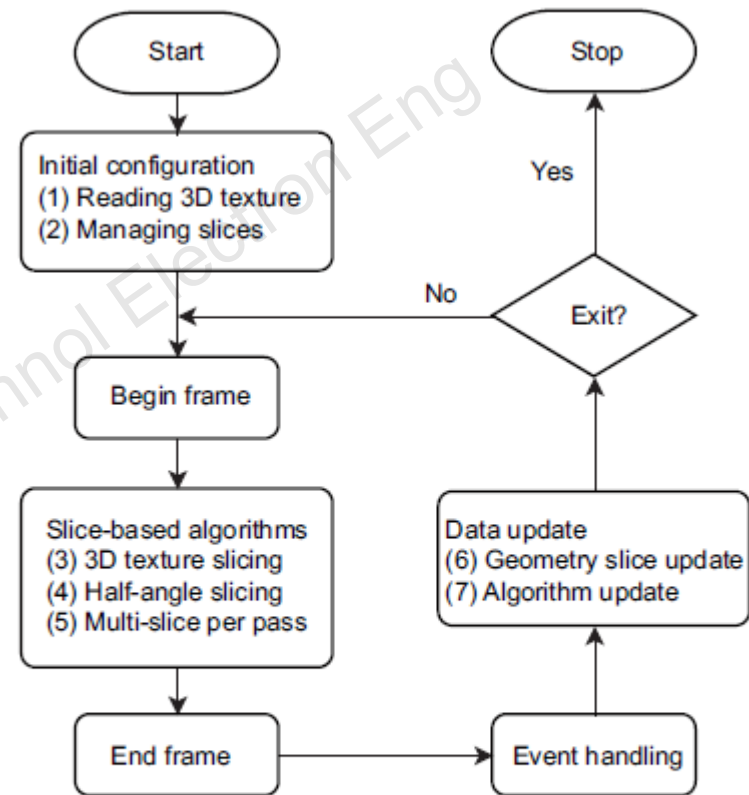 Start
Initial configuration
(1) Reading 3D texture
(2) Managing slices
Begin frame
Slice-based algorithms
(3) 3D texture slicing
(4) Half-angle slicing
(5) Multi-slice per pass
End frame
Event handling
Data update
(6) Geometry slice update
(7) Algorithm update
Exit?
No
Yes
Stop
Electron Eng